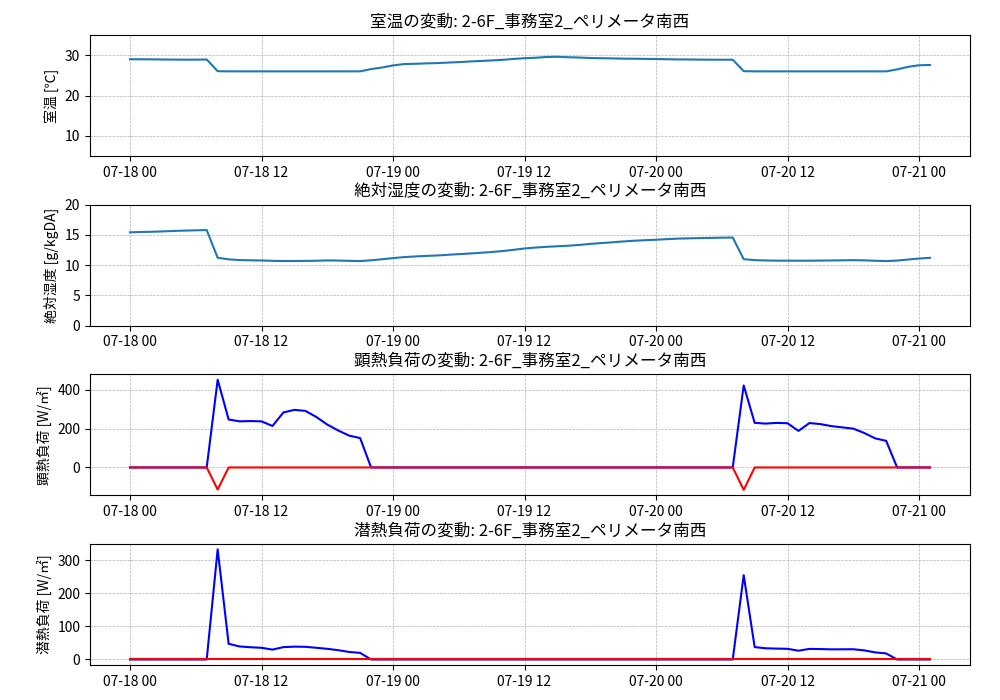 室温の変動: 2-6F_事務室2_ペリメータ南西
室温 [℃]
30
20
10
07-18 00 07-18 12 07-19 00 07-19 12 07-20 00 07-20 12 07-21 00
絶対湿度の変動: 2-6F_事務室2_ペリメータ南西
絶対湿度 [g/kgDA]
20
15
10
5
0
07-18 00 07-18 12 07-19 00 07-19 12 07-20 00 07-20 12 07-21 00
顕熱負荷の変動: 2-6F_事務室2_ペリメータ南西
顕熱負荷 [W/㎡]
400
200
0
07-18 00 07-18 12 07-19 00 07-19 12 07-20 00 07-20 12 07-21 00
潜熱負荷の変動: 2-6F_事務室2_ペリメータ南西
潜熱負荷 [W/㎡]
300
200
100
0
07-18 00 07-18 12 07-19 00 07-19 12 07-20 00 07-20 12 07-21 00